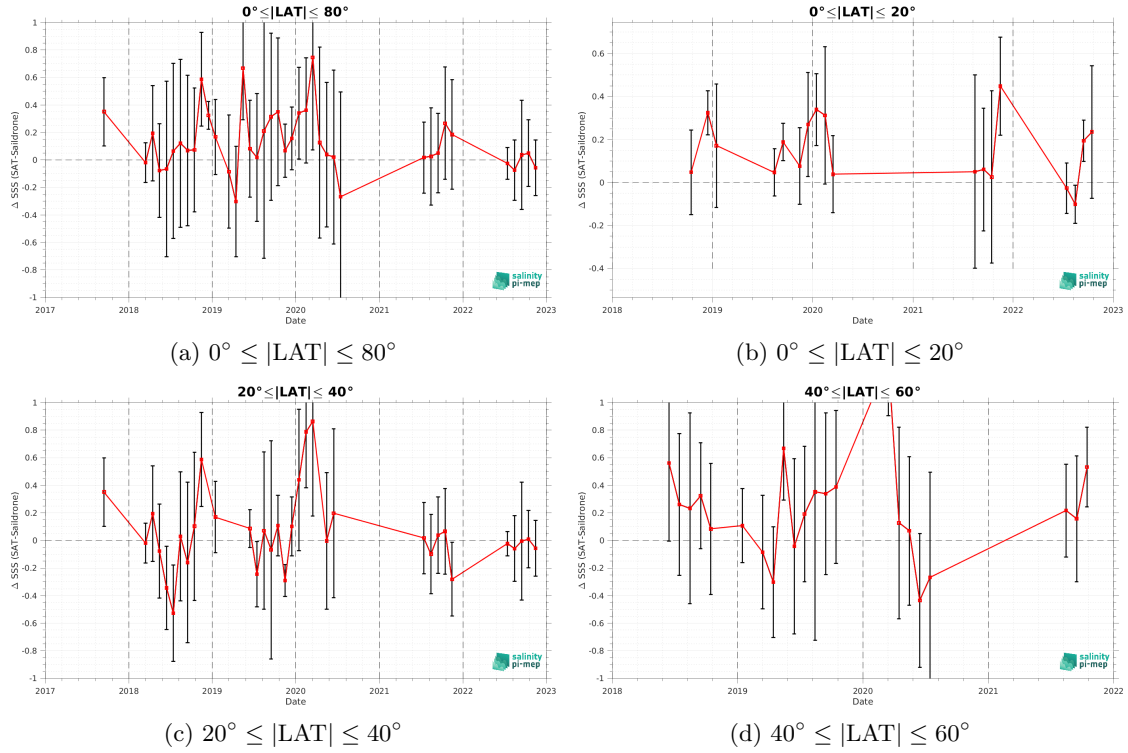 0°≤|LAT|≤ 80°
1
0.8
0.6
0.4
0.2
0
-0.2
-0.4
-0.6
-0.8
-1
Δ SSS (SAT-Saildrone)
2017 2018 2019 2020 2021 2022 2023
Date
salinity
pi-mep
(a) 0° ≤ |LAT| ≤ 80°
0°≤|LAT|≤ 20°
0.6
0.4
0.2
0
-0.2
-0.4
Δ SSS (SAT-Saildrone)
2018 2019 2020 2021 2022 2023
Date
salinity
pi-mep
(b) 0° ≤ |LAT| ≤ 20°
20°≤|LAT|≤ 40°
1
0.8
0.6
0.4
0.2
0
-0.2
-0.4
-0.6
-0.8
-1
Δ SSS (SAT-Saildrone)
2017 2018 2019 2020 2021 2022 2023
Date
salinity
pi-mep
(c) 20° ≤ |LAT| ≤ 40°
40°≤|LAT|≤ 60°
1
0.8
0.6
0.4
0.2
0
-0.2
-0.4
-0.6
-0.8
-1
Δ SSS (SAT-Saildrone)
2018 2019 2020 2021 2022
Date
salinity
pi-mep
(d) 40° ≤ |LAT| ≤ 60°